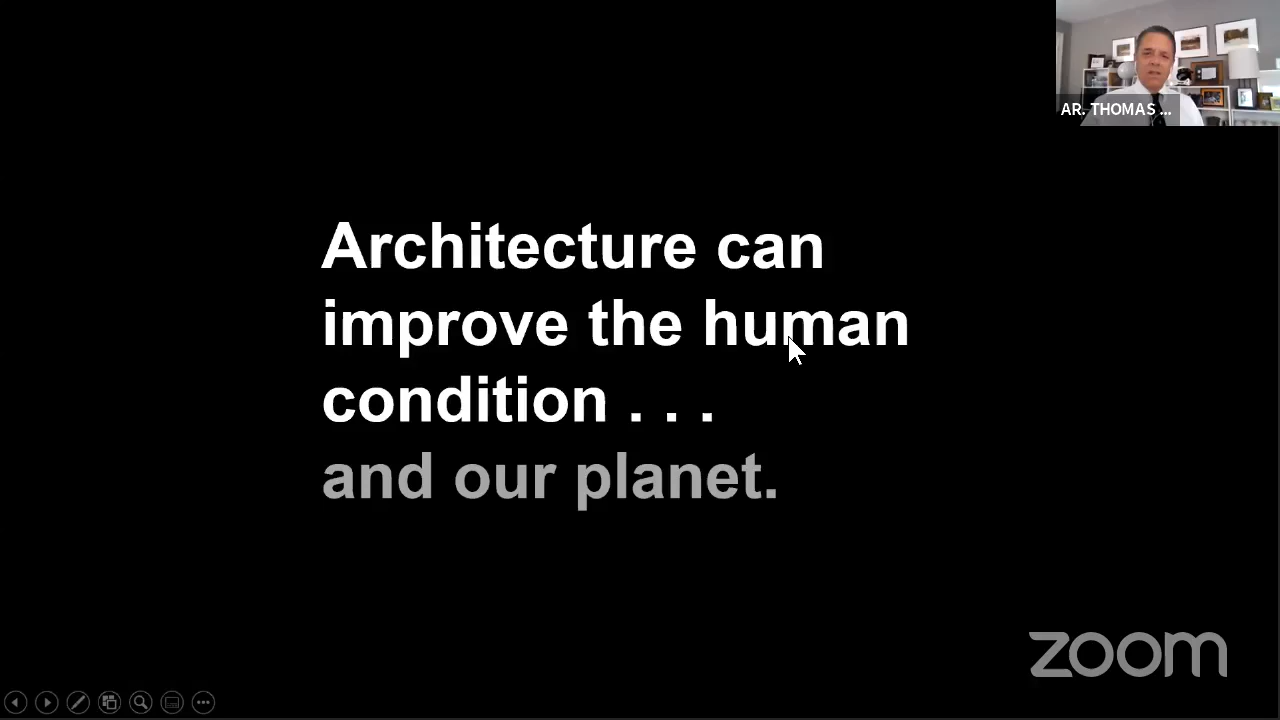 AR. THOMAS ...
Architecture can
improve the human
condition . . .
and our planet.
zoom